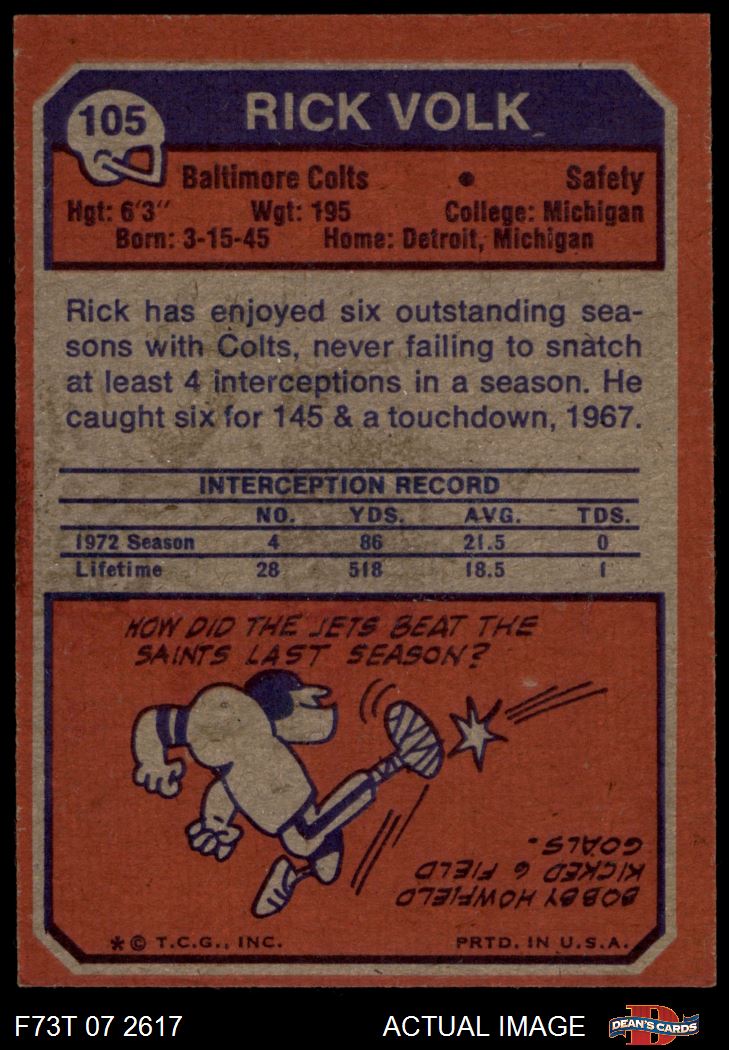 105
RICK VOLK
Baltimore Colts • Safety
Hgt: 6'3" Wgt: 195 College: Michigan
Born: 3-15-45 Home: Detroit, Michigan
Rick has enjoyed six outstanding sea-
sons with Colts, never failing to snatch
at least 4 interceptions in a season. He
caught six for 145 & a touchdown, 1967.
INTERCEPTION RECORD
NO. YDS. AVG. TDS.
1972 Season 4 86 21.5 0
Lifetime 28 518 18.5 1
HOW DID THE JETS BEAT THE
SAINTS LAST SEASON?
BOBBY HOWFIELD
KICKED 6 FIELD
GOALS.
* © T.C.G., INC. PRTD. IN U.S.A.
F73T 07 2617 ACTUAL IMAGE
D
DEAN'S CARDS